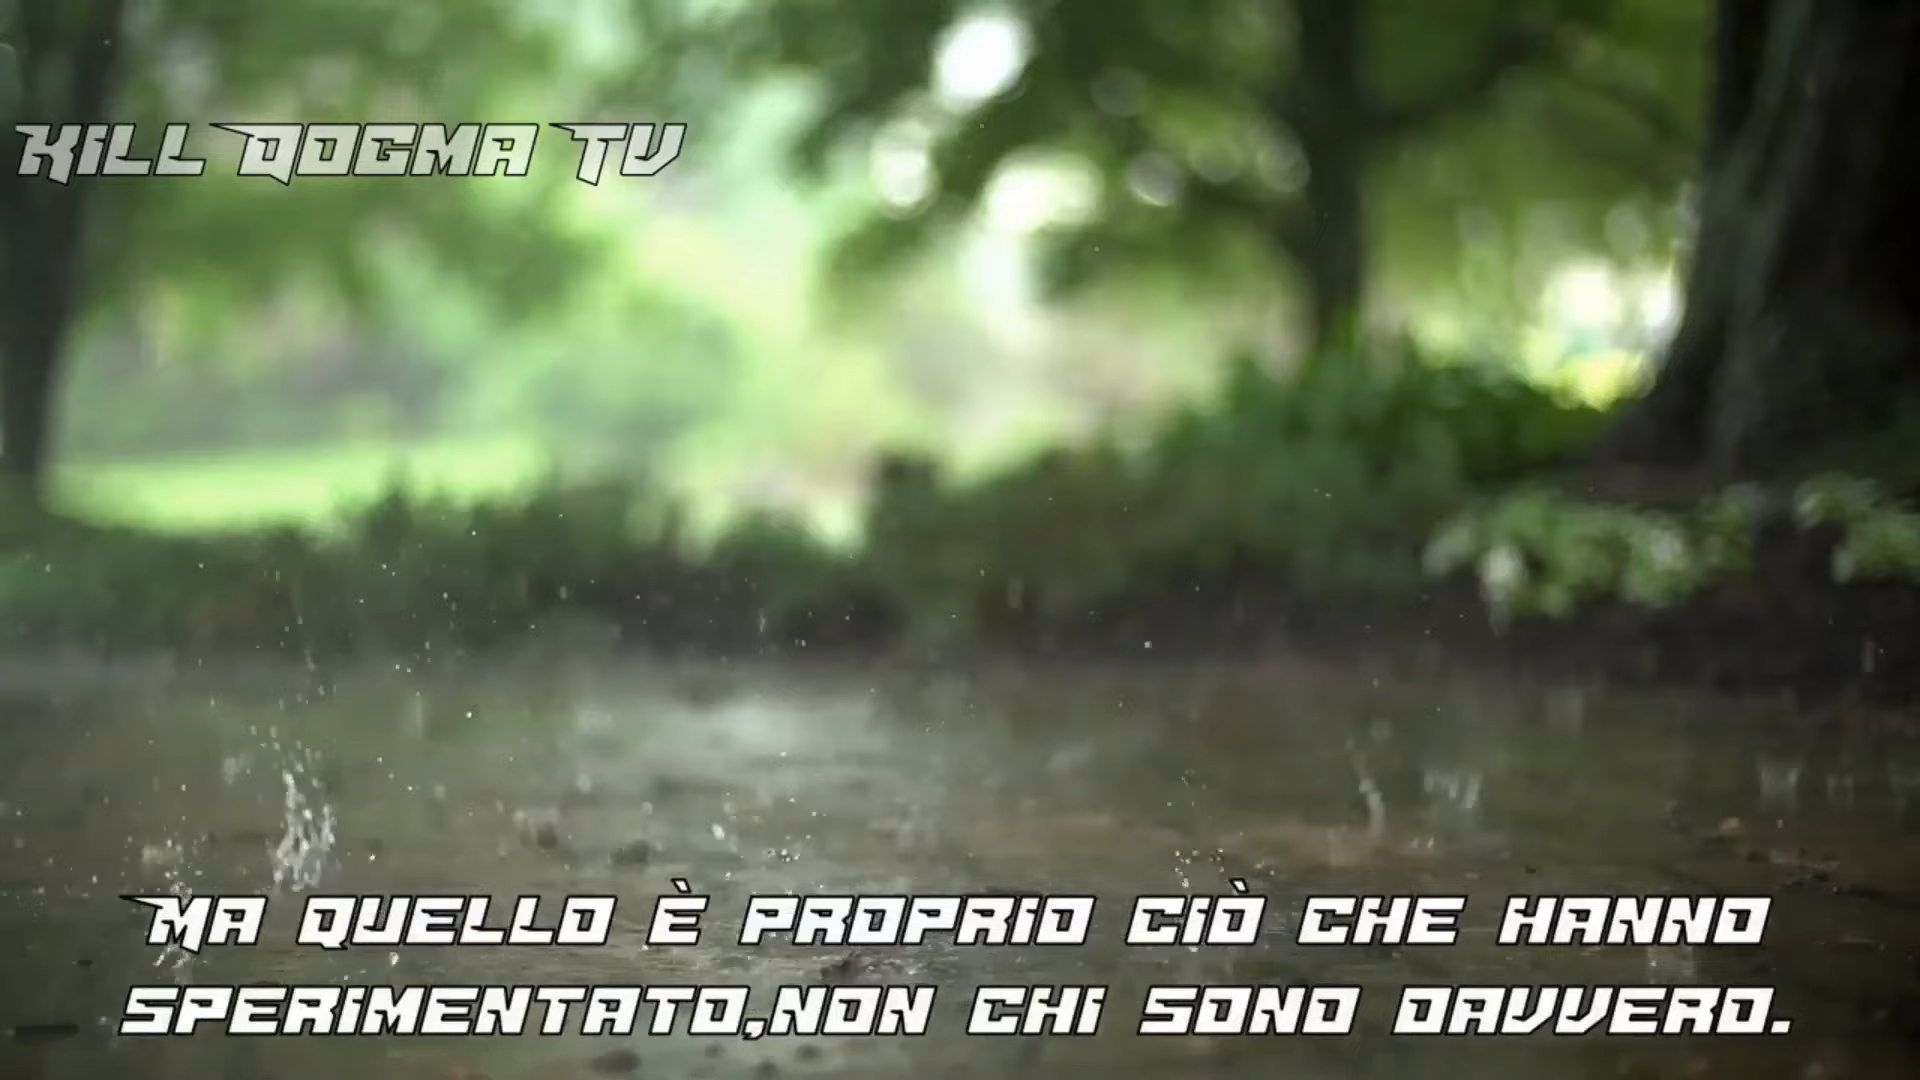 KILL DOGMA TV
MA QUELLO È PROPRIO CIÒ CHE HANNO
SPERIMENTATO,NON CHI SONO DAVVERO.